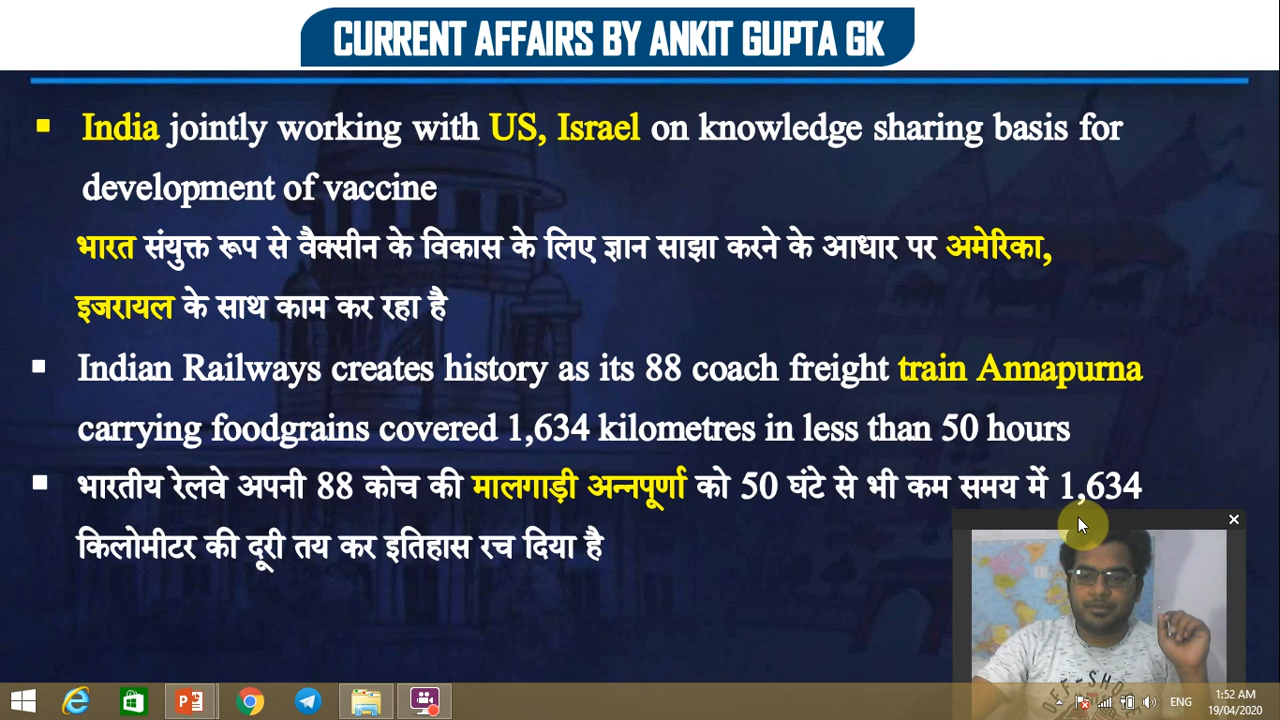 CURRENT AFFAIRS BY ANKIT GUPTA GK
India jointly working with US, Israel on knowledge sharing basis for
development of vaccine
भारत संयुक्त रूप से वैक्सीन के विकास के लिए ज्ञान साझा करने के आधार पर अमेरिका,
इजरायल के साथ काम कर रहा है
Indian Railways creates history as its 88 coach freight train Annapurna
carrying foodgrains covered 1,634 kilometres in less than 50 hours
भारतीय रेलवे अपनी 88 कोच की मालगाड़ी अन्नपूर्णा को 50 घंटे से भी कम समय में 1,634
किलोमीटर की दूरी तय कर इतिहास रच दिया है
ENG
1:52 AM
19/04/2020